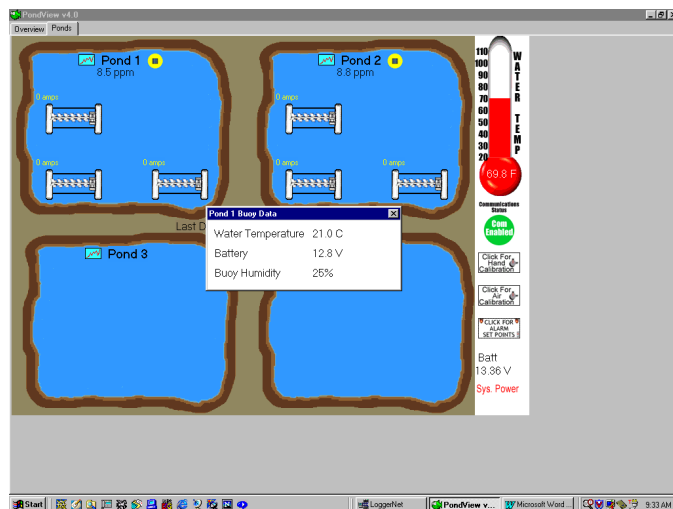 PondView v4.0
Overview
Ponds
Pond 1
8.5 ppm
0 amps
0 amps
0 amps
Pond 2
8.8 ppm
0 amps
0 amps
0 amps
Last D
Pond 3
Pond 1 Buoy Data
Water Temperature 21.0 C
Battery 12.8 V
Buoy Humidity 25%
110
100
90
80
70
60
50
40
30
20
WATER TEMP
69.8 F
Communications
Status
Com
Enabled
Click For
Hand
Calibration
Click For
Air
Calibration
CLICK FOR
ALARM
SET POINTS
Batt
13.36 V
Sys. Power
Start
LoggerNet
PondView v...
Microsoft Word ...
9:33 AM